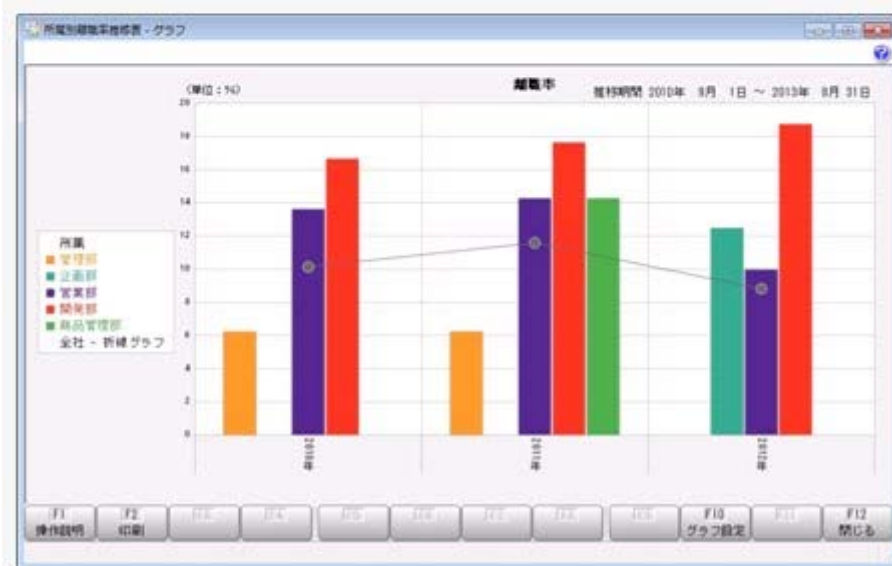 所属別離職率推移表 - グラフ
(単位:%)
離職率
推移期間 2010年 9月 1日 ～ 2013年 8月 31日
20
18
16
14
12
10
8
6
4
2
0
所属
管理部
企画部
営業部
開発部
商品管理部
全社 - 折線グラフ
2010年
2011年
2012年
F1 F2 F10 F12
操作説明 印刷 グラフ設定 閉じる